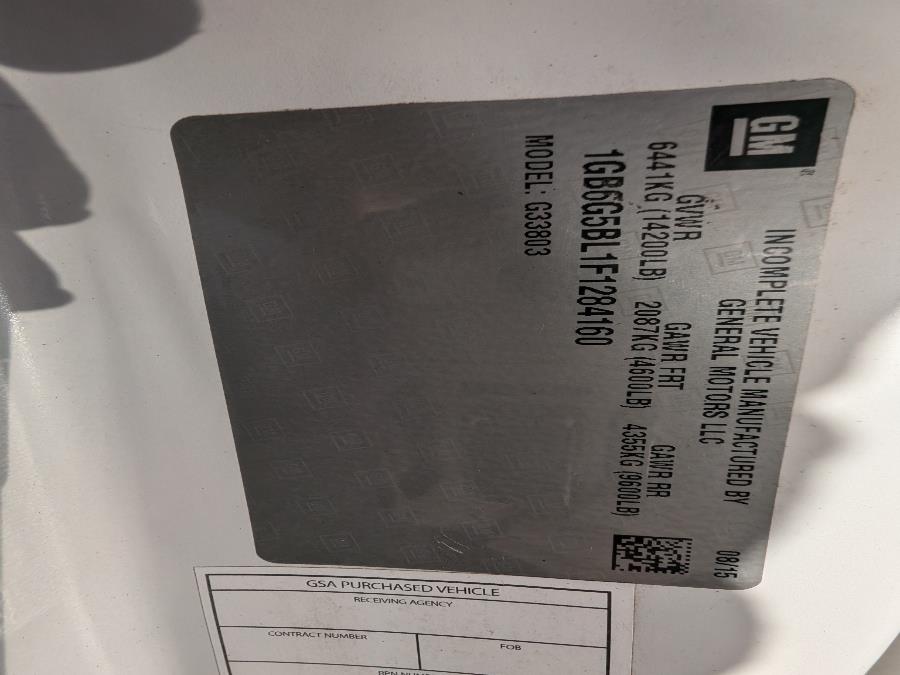 GM
08/15
INCOMPLETE VEHICLE MANUFACTURED BY
GENERAL MOTORS LLC
GVWR GAWR FRT GAWR RR
6441KG (14200LB) 2087KG (4600LB) 4355KG (9600LB)
1GB6G5BL1F1284160
MODEL: G33803
GSA PURCHASED VEHICLE
RECEIVING AGENCY
CONTRACT NUMBER FOB